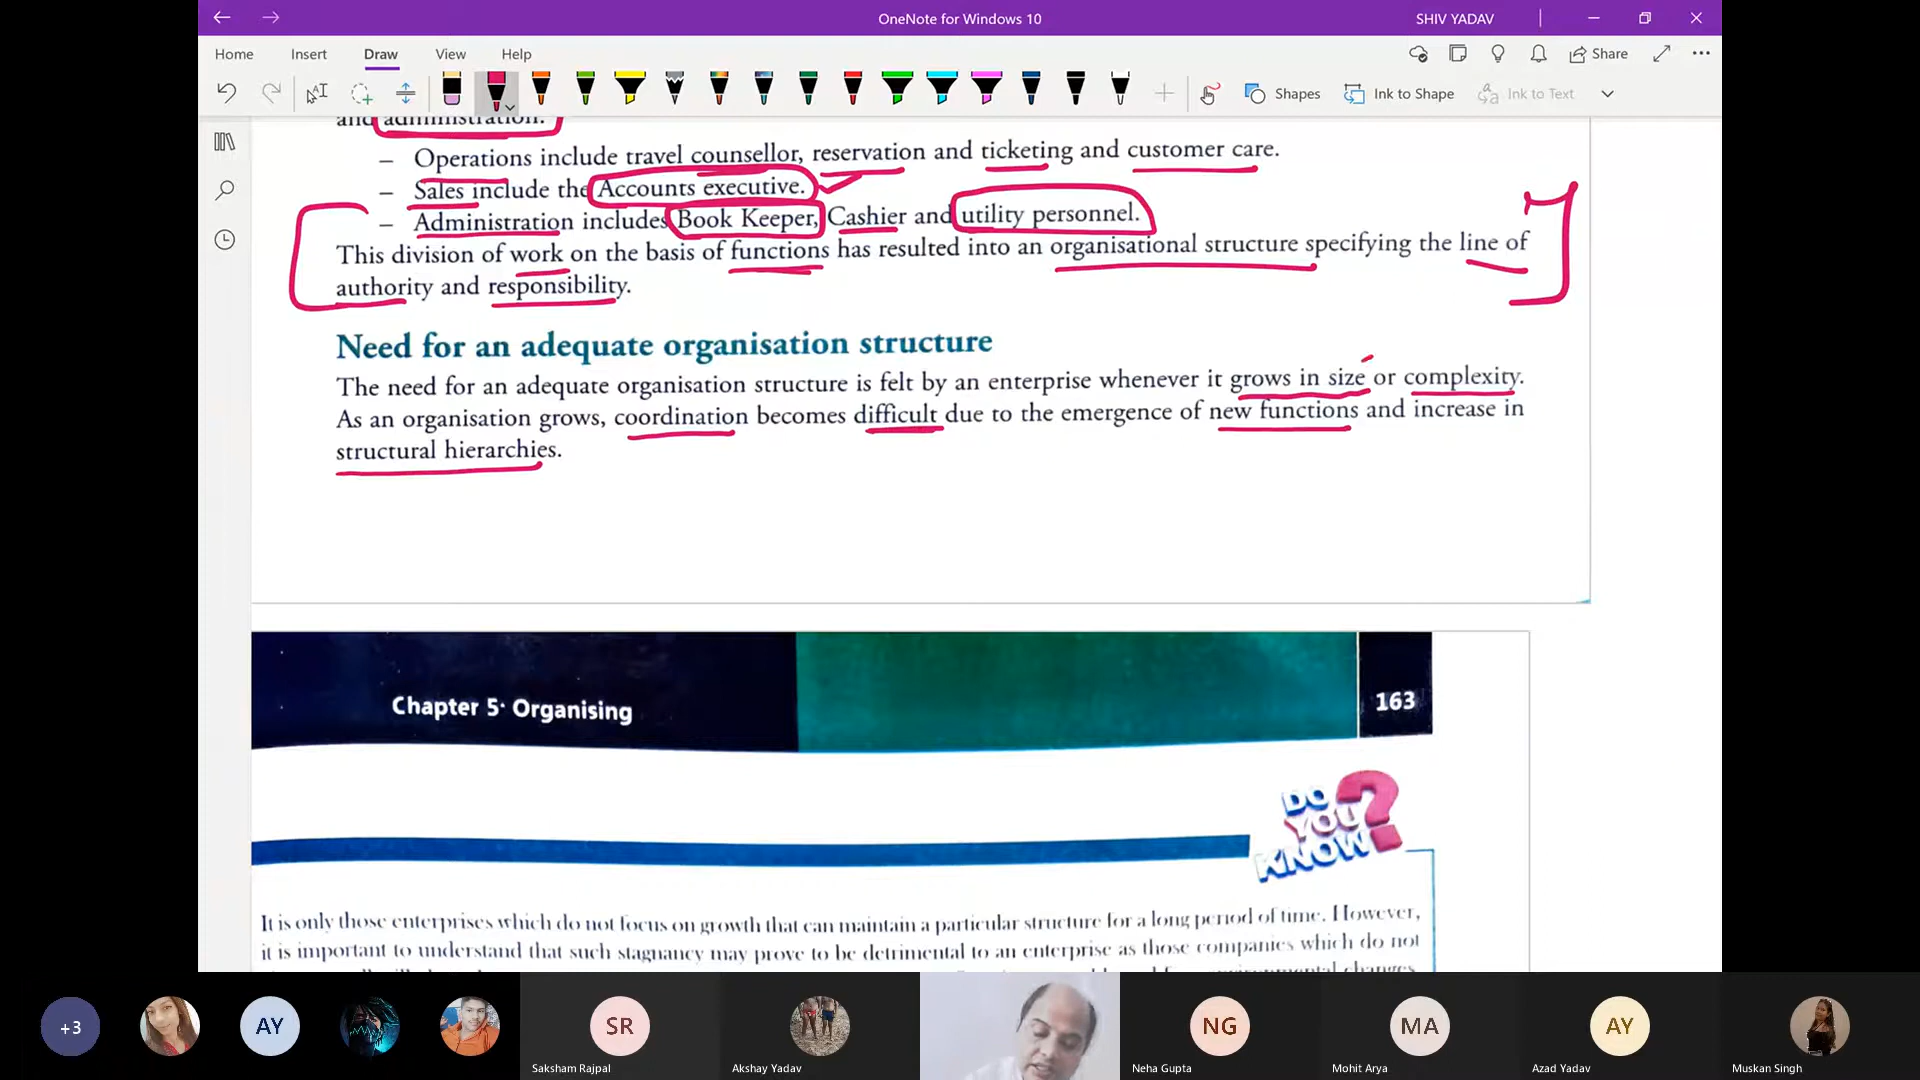 OneNote for Windows 10
SHIV YADAV
Home Insert Draw View Help
Share
Shapes
Ink to Shape
Ink to Text
and administration.
– Operations include travel counsellor, reservation and ticketing and customer care.
– Sales include the Accounts executive.
– Administration includes Book Keeper, Cashier and utility personnel.
This division of work on the basis of functions has resulted into an organisational structure specifying the line of
authority and responsibility.
Need for an adequate organisation structure
The need for an adequate organisation structure is felt by an enterprise whenever it grows in size or complexity.
As an organisation grows, coordination becomes difficult due to the emergence of new functions and increase in
structural hierarchies.
Chapter 5· Organising
163
DO
YOU
KNOW
?
It is only those enterprises which do not focus on growth that can maintain a particular structure for a long period of time. However,
it is important to understand that such stagnancy may prove to be detrimental to an enterprise as those companies which do not
environmental changes
+3
AY
SR
NG
MA
AY
Saksham Rajpal
Akshay Yadav
Neha Gupta
Mohit Arya
Azad Yadav
Muskan Singh